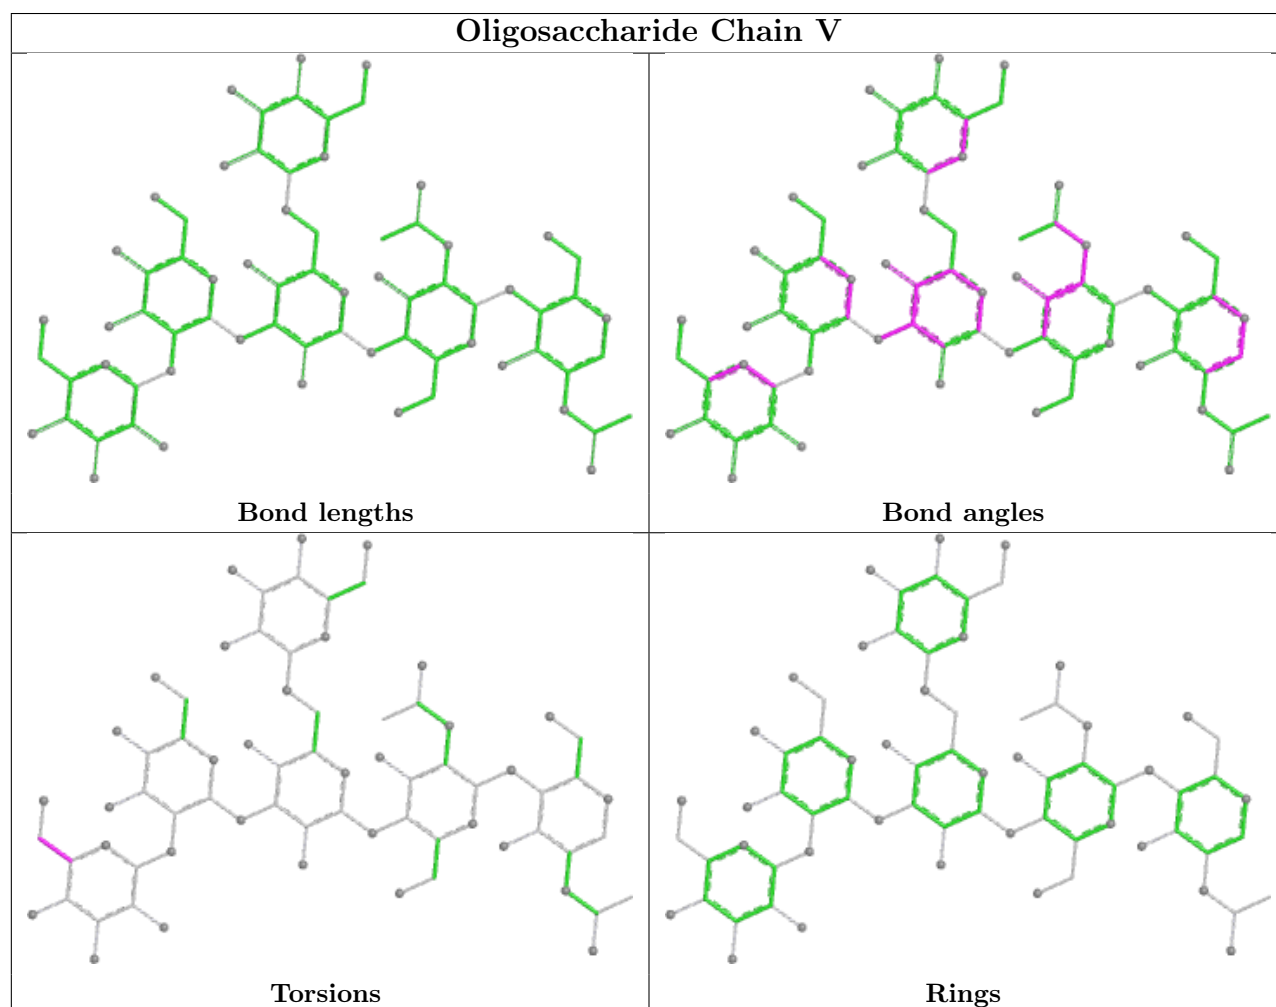 Oligosaccharide Chain V
Bond lengths
Bond angles
Torsions
Rings